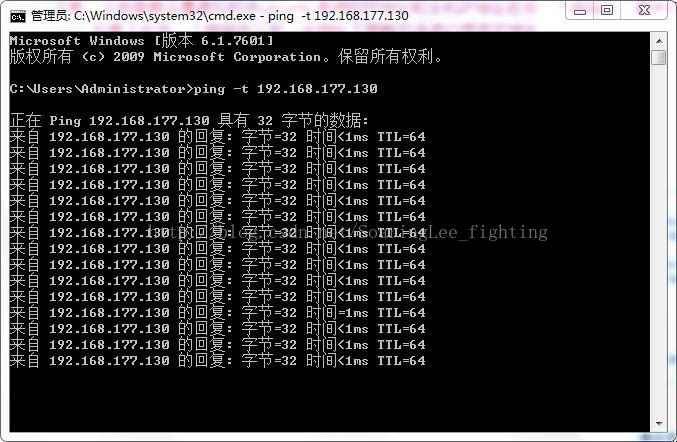 管理员: C:\Windows\system32\cmd.exe - ping  -t 192.168.177.130
Microsoft Windows [版本 6.1.7601]
版权所有 (c) 2009 Microsoft Corporation。保留所有权利。
C:\Users\Administrator>ping -t 192.168.177.130
正在 Ping 192.168.177.130 具有 32 字节的数据:
来自 192.168.177.130 的回复: 字节=32 时间<1ms TTL=64
来自 192.168.177.130 的回复: 字节=32 时间<1ms TTL=64
来自 192.168.177.130 的回复: 字节=32 时间<1ms TTL=64
来自 192.168.177.130 的回复: 字节=32 时间<1ms TTL=64
来自 192.168.177.130 的回复: 字节=32 时间<1ms TTL=64
来自 192.168.177.130 的回复: 字节=32 时间<1ms TTL=64
来自 192.168.177.130 的回复: 字节=32 时间<1ms TTL=64
来自 192.168.177.130 的回复: 字节=32 时间<1ms TTL=64
来自 192.168.177.130 的回复: 字节=32 时间<1ms TTL=64
来自 192.168.177.130 的回复: 字节=32 时间<1ms TTL=64
来自 192.168.177.130 的回复: 字节=32 时间<1ms TTL=64
来自 192.168.177.130 的回复: 字节=32 时间=1ms TTL=64
来自 192.168.177.130 的回复: 字节=32 时间<1ms TTL=64
来自 192.168.177.130 的回复: 字节=32 时间<1ms TTL=64
来自 192.168.177.130 的回复: 字节=32 时间<1ms TTL=64